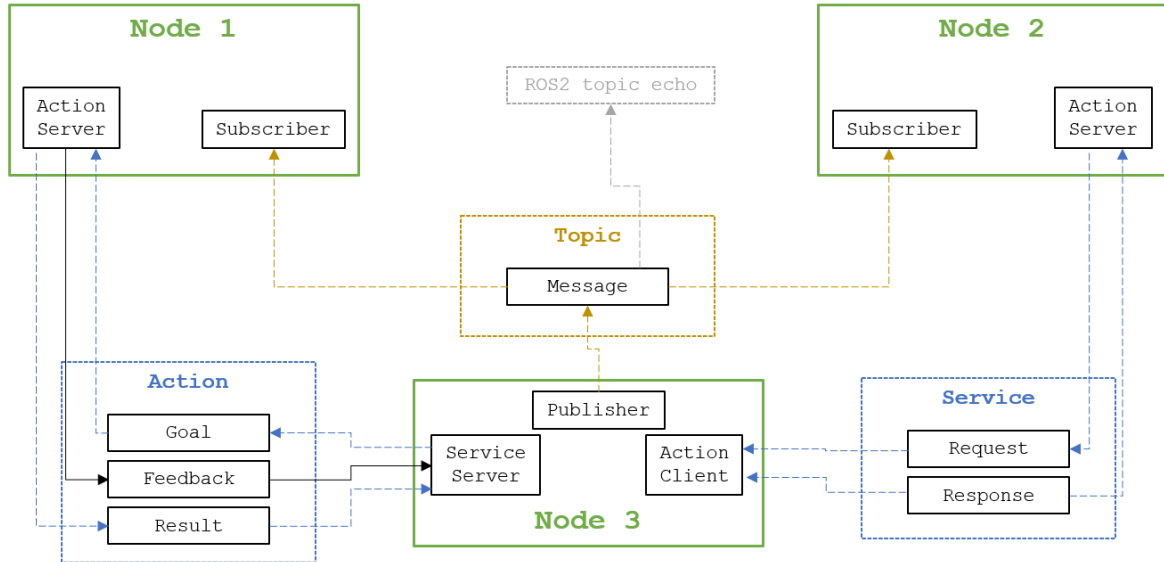 Node 1
Node 2
ROS2 topic echo
Action
Server
Subscriber
Subscriber
Action
Server
Topic
Message
Action
Goal
Feedback
Result
Publisher
Service
Server
Action
Client
Node 3
Service
Request
Response